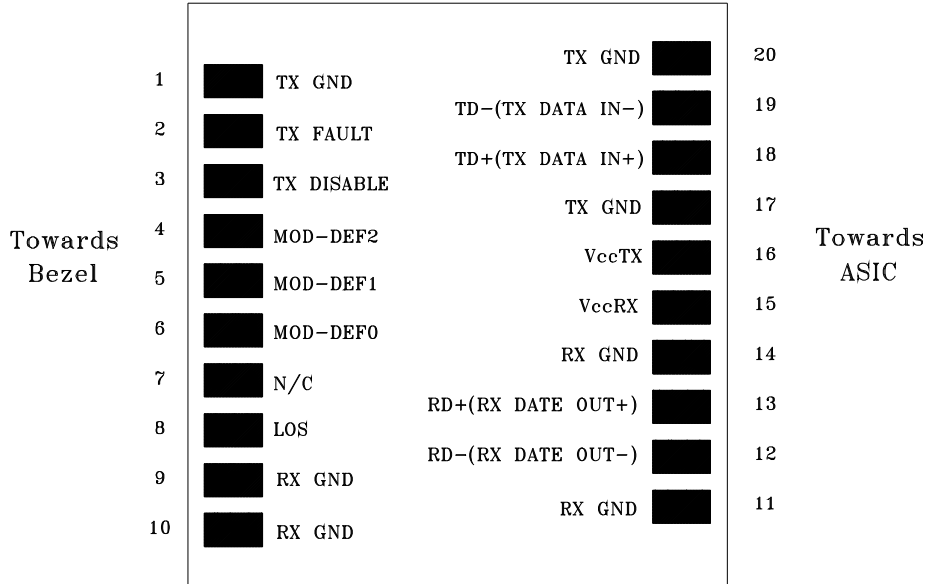 Towards
Bezel
1 TX GND
2 TX FAULT
3 TX DISABLE
4 MOD-DEF2
5 MOD-DEF1
6 MOD-DEF0
7 N/C
8 LOS
9 RX GND
10 RX GND
TX GND 20
TD-(TX DATA IN-) 19
TD+(TX DATA IN+) 18
TX GND 17
VccTX 16
VccRX 15
RX GND 14
RD+(RX DATE OUT+) 13
RD-(RX DATE OUT-) 12
RX GND 11
Towards
ASIC